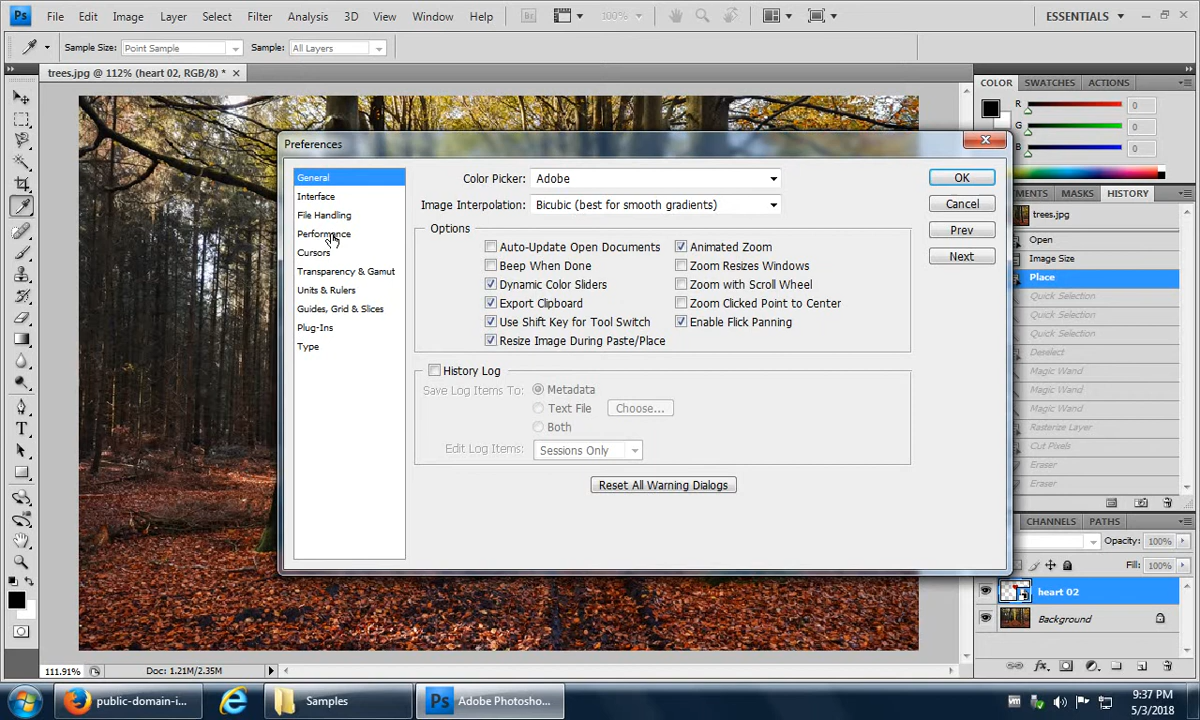 Ps File Edit Image Layer Select Filter Analysis 3D View Window Help Br 100% ESSENTIALS
Sample Size: Point Sample Sample: All Layers
trees.jpg @ 112% (heart 02, RGB/8) * ×
COLOR SWATCHES ACTIONS
R 0
G 0
B 0
MENTS MASKS HISTORY
trees.jpg
Open
Image Size
Place
Quick Selection
Quick Selection
Quick Selection
Deselect
Magic Wand
Magic Wand
Magic Wand
Rasterize Layer
Cut Pixels
Eraser
Eraser
CHANNELS PATHS
Opacity: 100%
Fill: 100%
heart 02
Background
Preferences
General
Interface
File Handling
Performance
Cursors
Transparency & Gamut
Units & Rulers
Guides, Grid & Slices
Plug-Ins
Type
Color Picker: Adobe
Image Interpolation: Bicubic (best for smooth gradients)
Options
Auto-Update Open Documents Animated Zoom
Beep When Done Zoom Resizes Windows
Dynamic Color Sliders Zoom with Scroll Wheel
Export Clipboard Zoom Clicked Point to Center
Use Shift Key for Tool Switch Enable Flick Panning
Resize Image During Paste/Place
History Log
Save Log Items To: Metadata
Text File Choose...
Both
Edit Log Items: Sessions Only
Reset All Warning Dialogs
OK
Cancel
Prev
Next
111.91% Doc: 1.21M/2.35M
public-domain-i... Samples Ps Adobe Photosho...
9:37 PM
5/3/2018